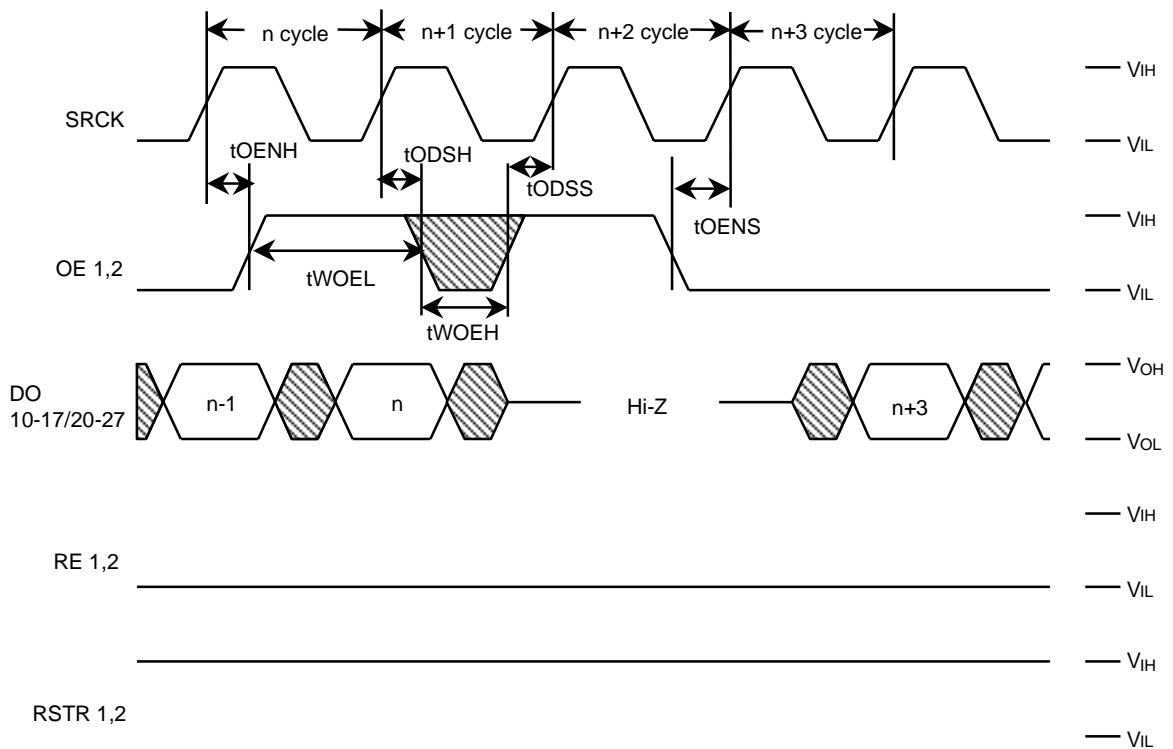 n cycle n+1 cycle n+2 cycle n+3 cycle
VIH
SRCK
VIL
tOENH tODSH
tODSS
tOENS
VIH
OE 1,2
tWOEL
VIL
tWOEH
VOH
DO
10-17/20-27
n-1 n Hi-Z n+3
VOL
VIH
RE 1,2
VIL
VIH
RSTR 1,2
VIL